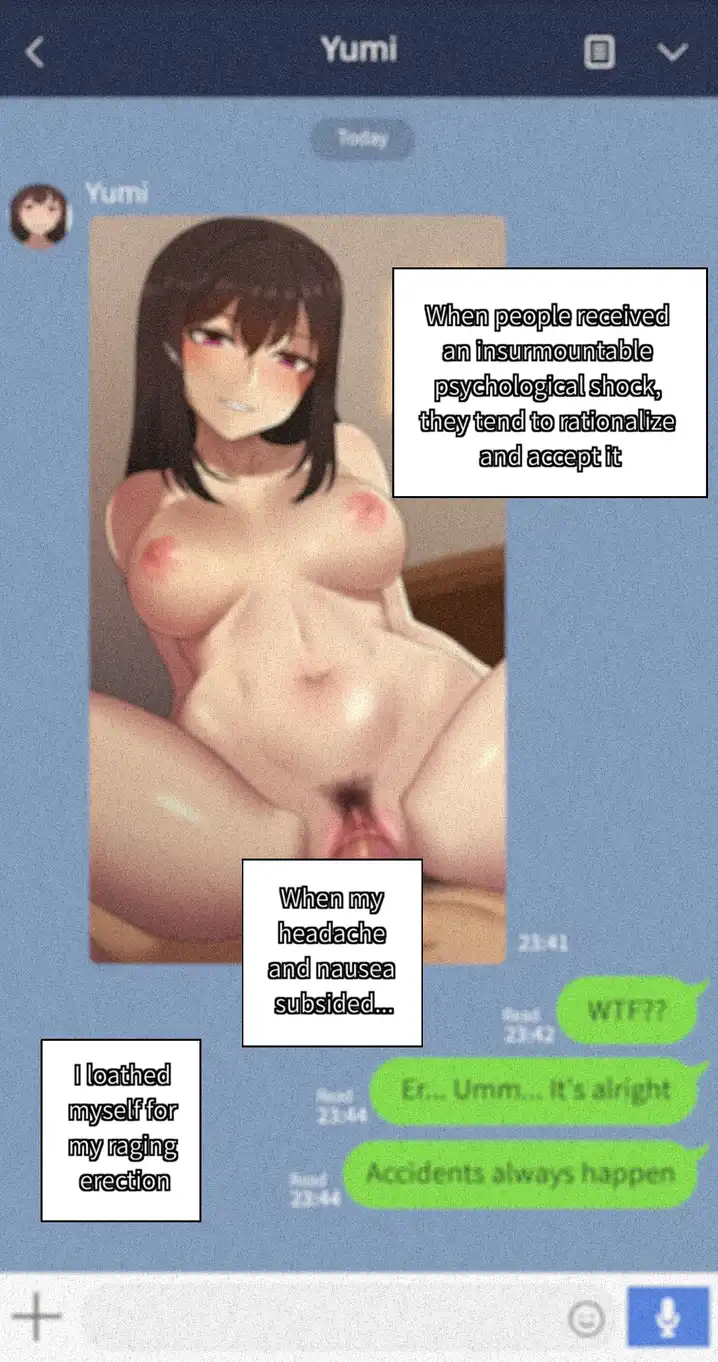 Yumi
Today
Yumi
When people received
an insurmountable
psychological shock,
they tend to rationalize
and accept it
23:41
When my
headache
and nausea
subsided...
WTF??
Read
23:42
Er... Umm... It's alright
Read
23:44
I loathed
myself for
my raging
erection
Accidents always happen
Read
23:44